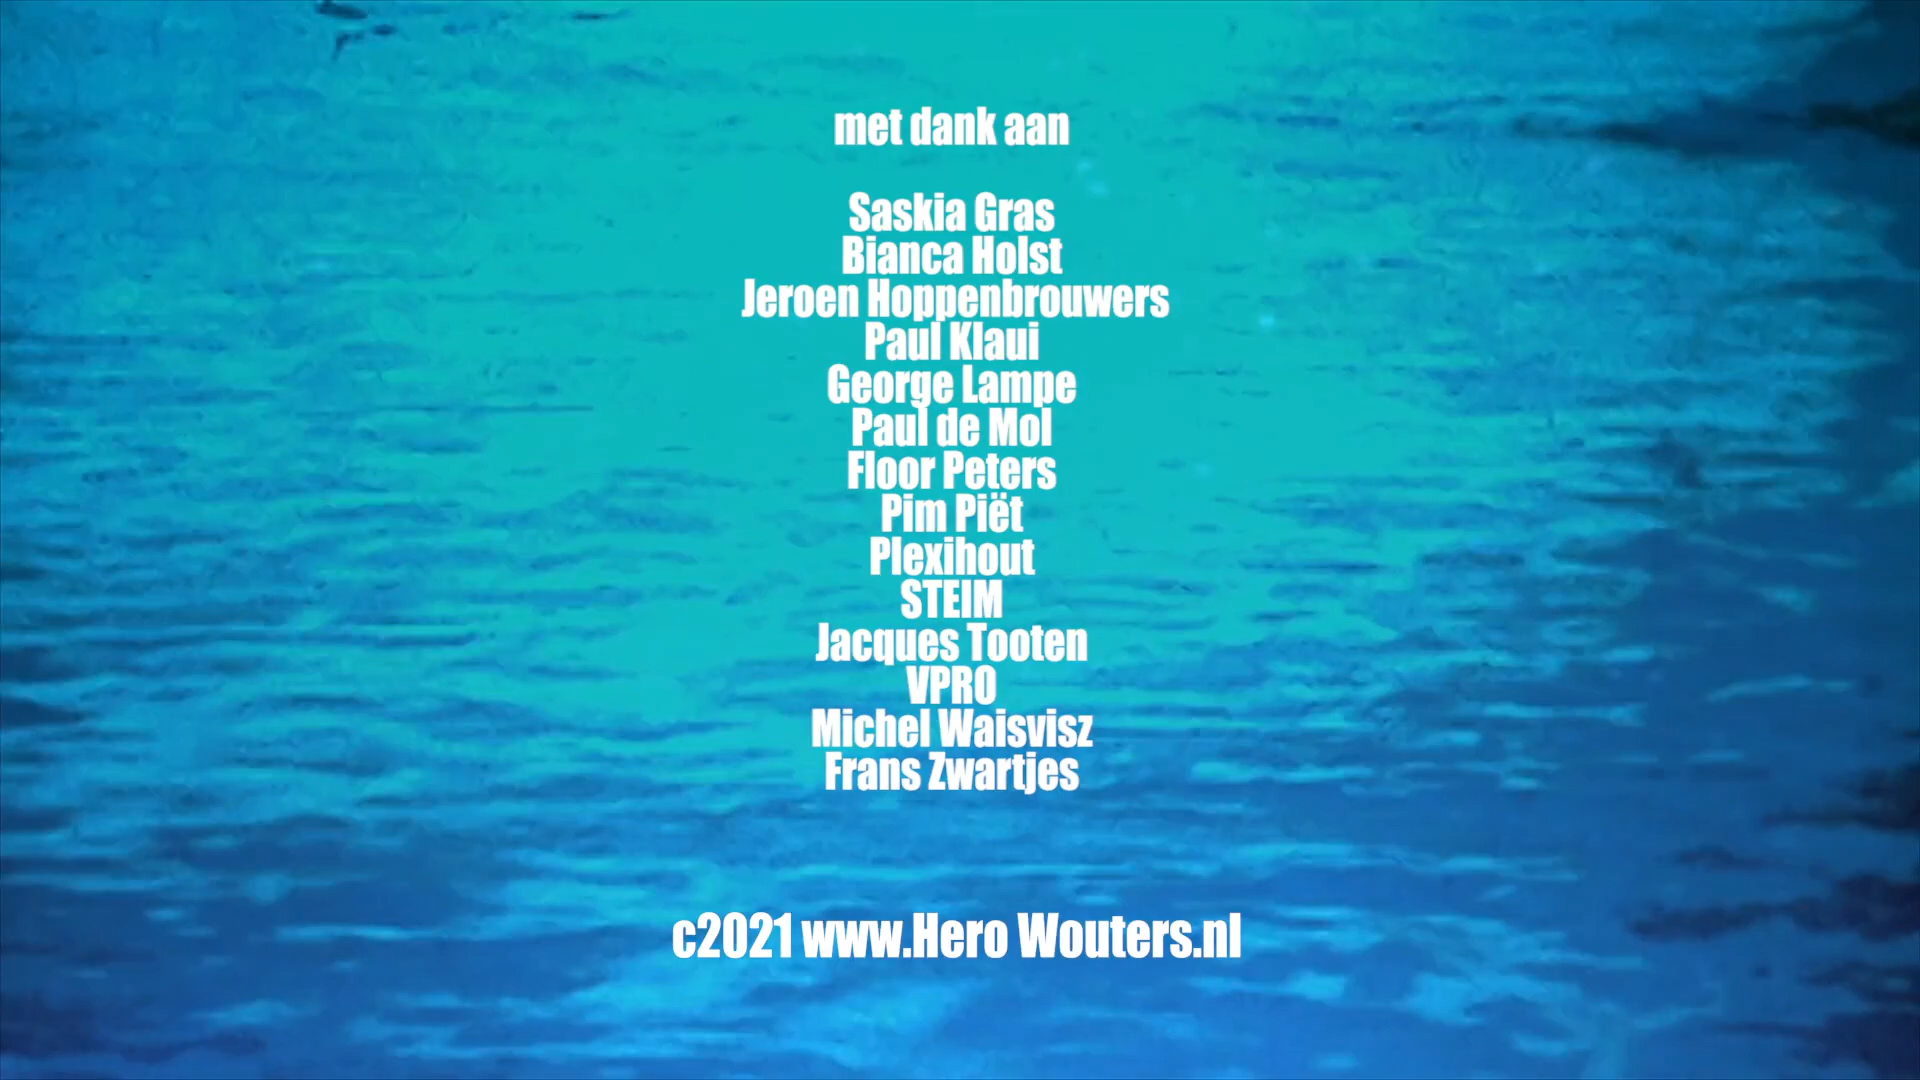 met dank aan
Saskia Gras
Bianca Holst
Jeroen Hoppenbrouwers
Paul Klaui
George Lampe
Paul de Mol
Floor Peters
Pim Piët
Plexihout
STEIM
Jacques Tooten
VPRO
Michel Waisvisz
Frans Zwartjes
c2021 www.Hero Wouters.nl